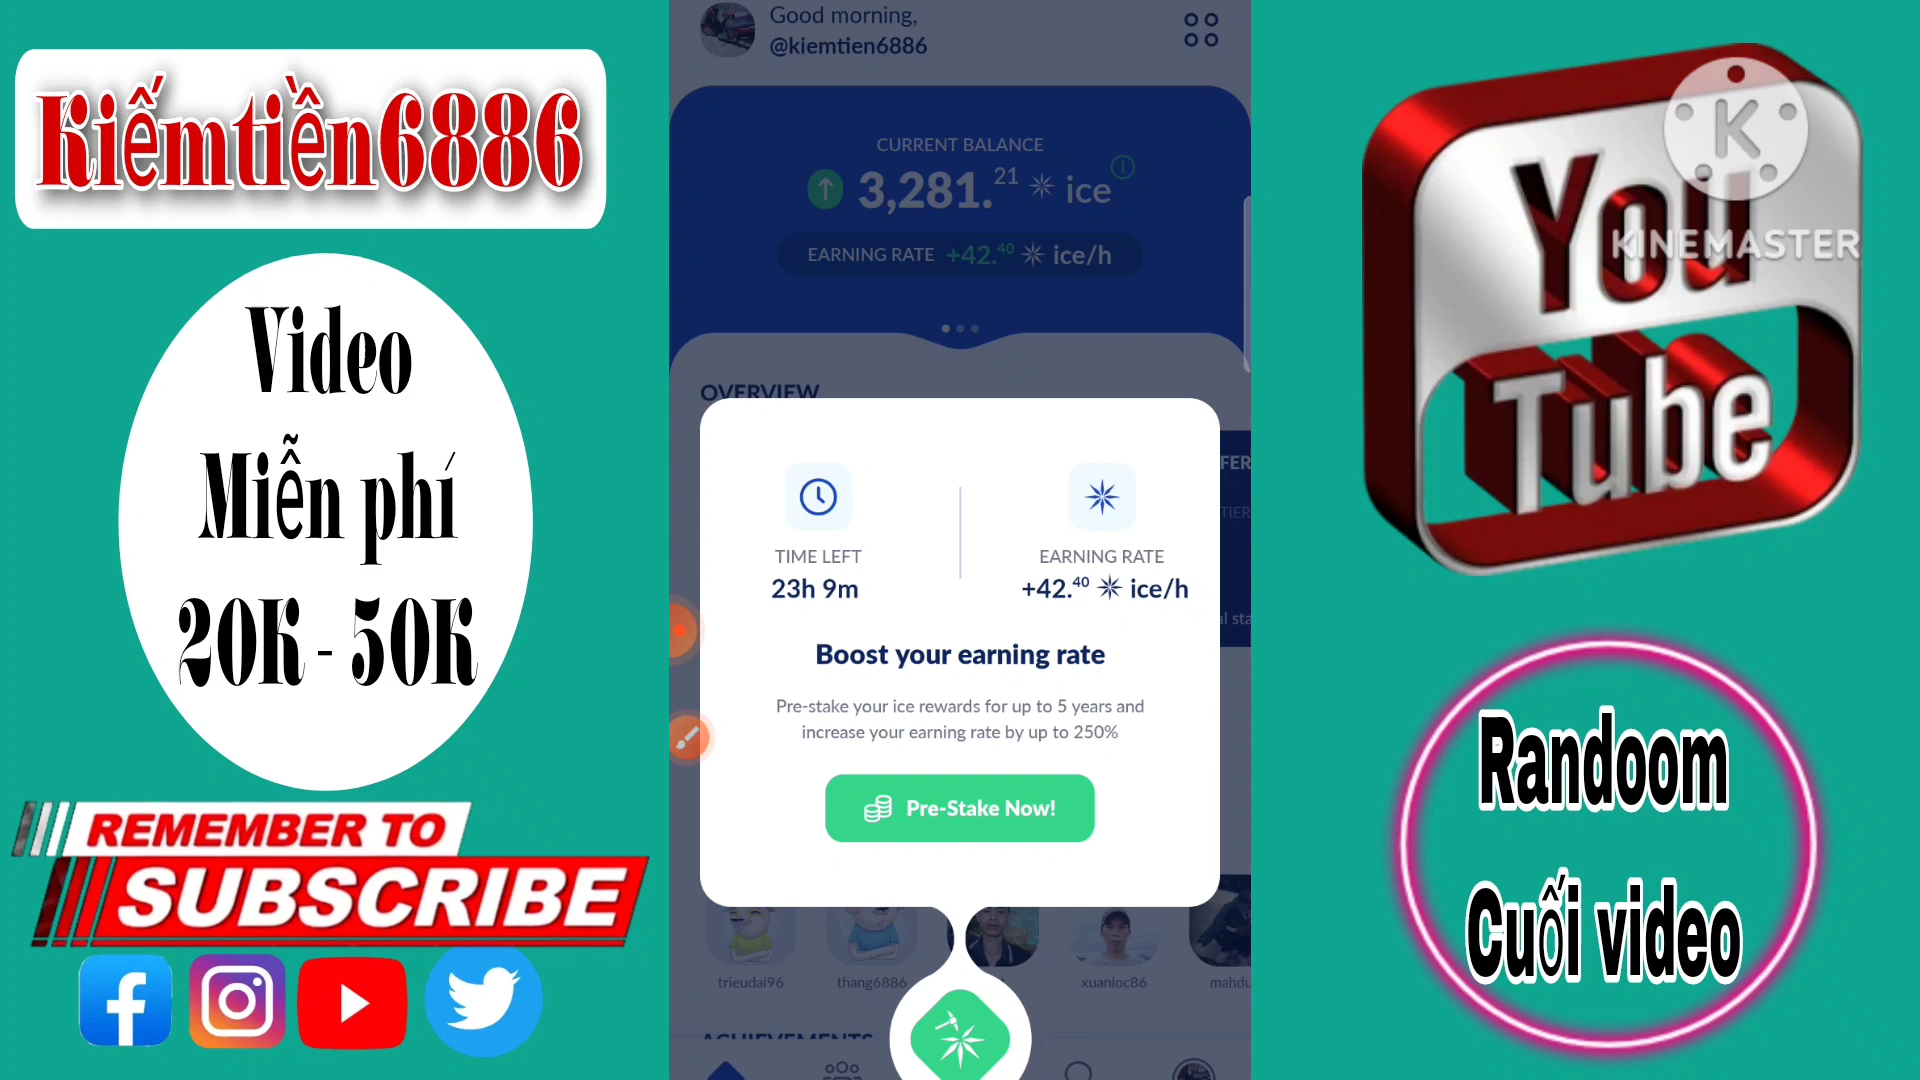 Kiếmtiền6886
Video
Miễn phí
20K - 50K
REMEMBER TO
SUBSCRIBE
Good morning,
@kiemtien6886
CURRENT BALANCE
3,281.21 ice
EARNING RATE +42.40 ice/h
OVERVIEW
TIME LEFT
23h 9m
EARNING RATE
+42.40 ice/h
Boost your earning rate
Pre-stake your ice rewards for up to 5 years and
increase your earning rate by up to 250%
Pre-Stake Now!
trieudai96
thang6886
xuanloc86
mahdu
ACHIEVEMENTS
You
Tube
K
KINEMASTER
Randoom
Cuối video